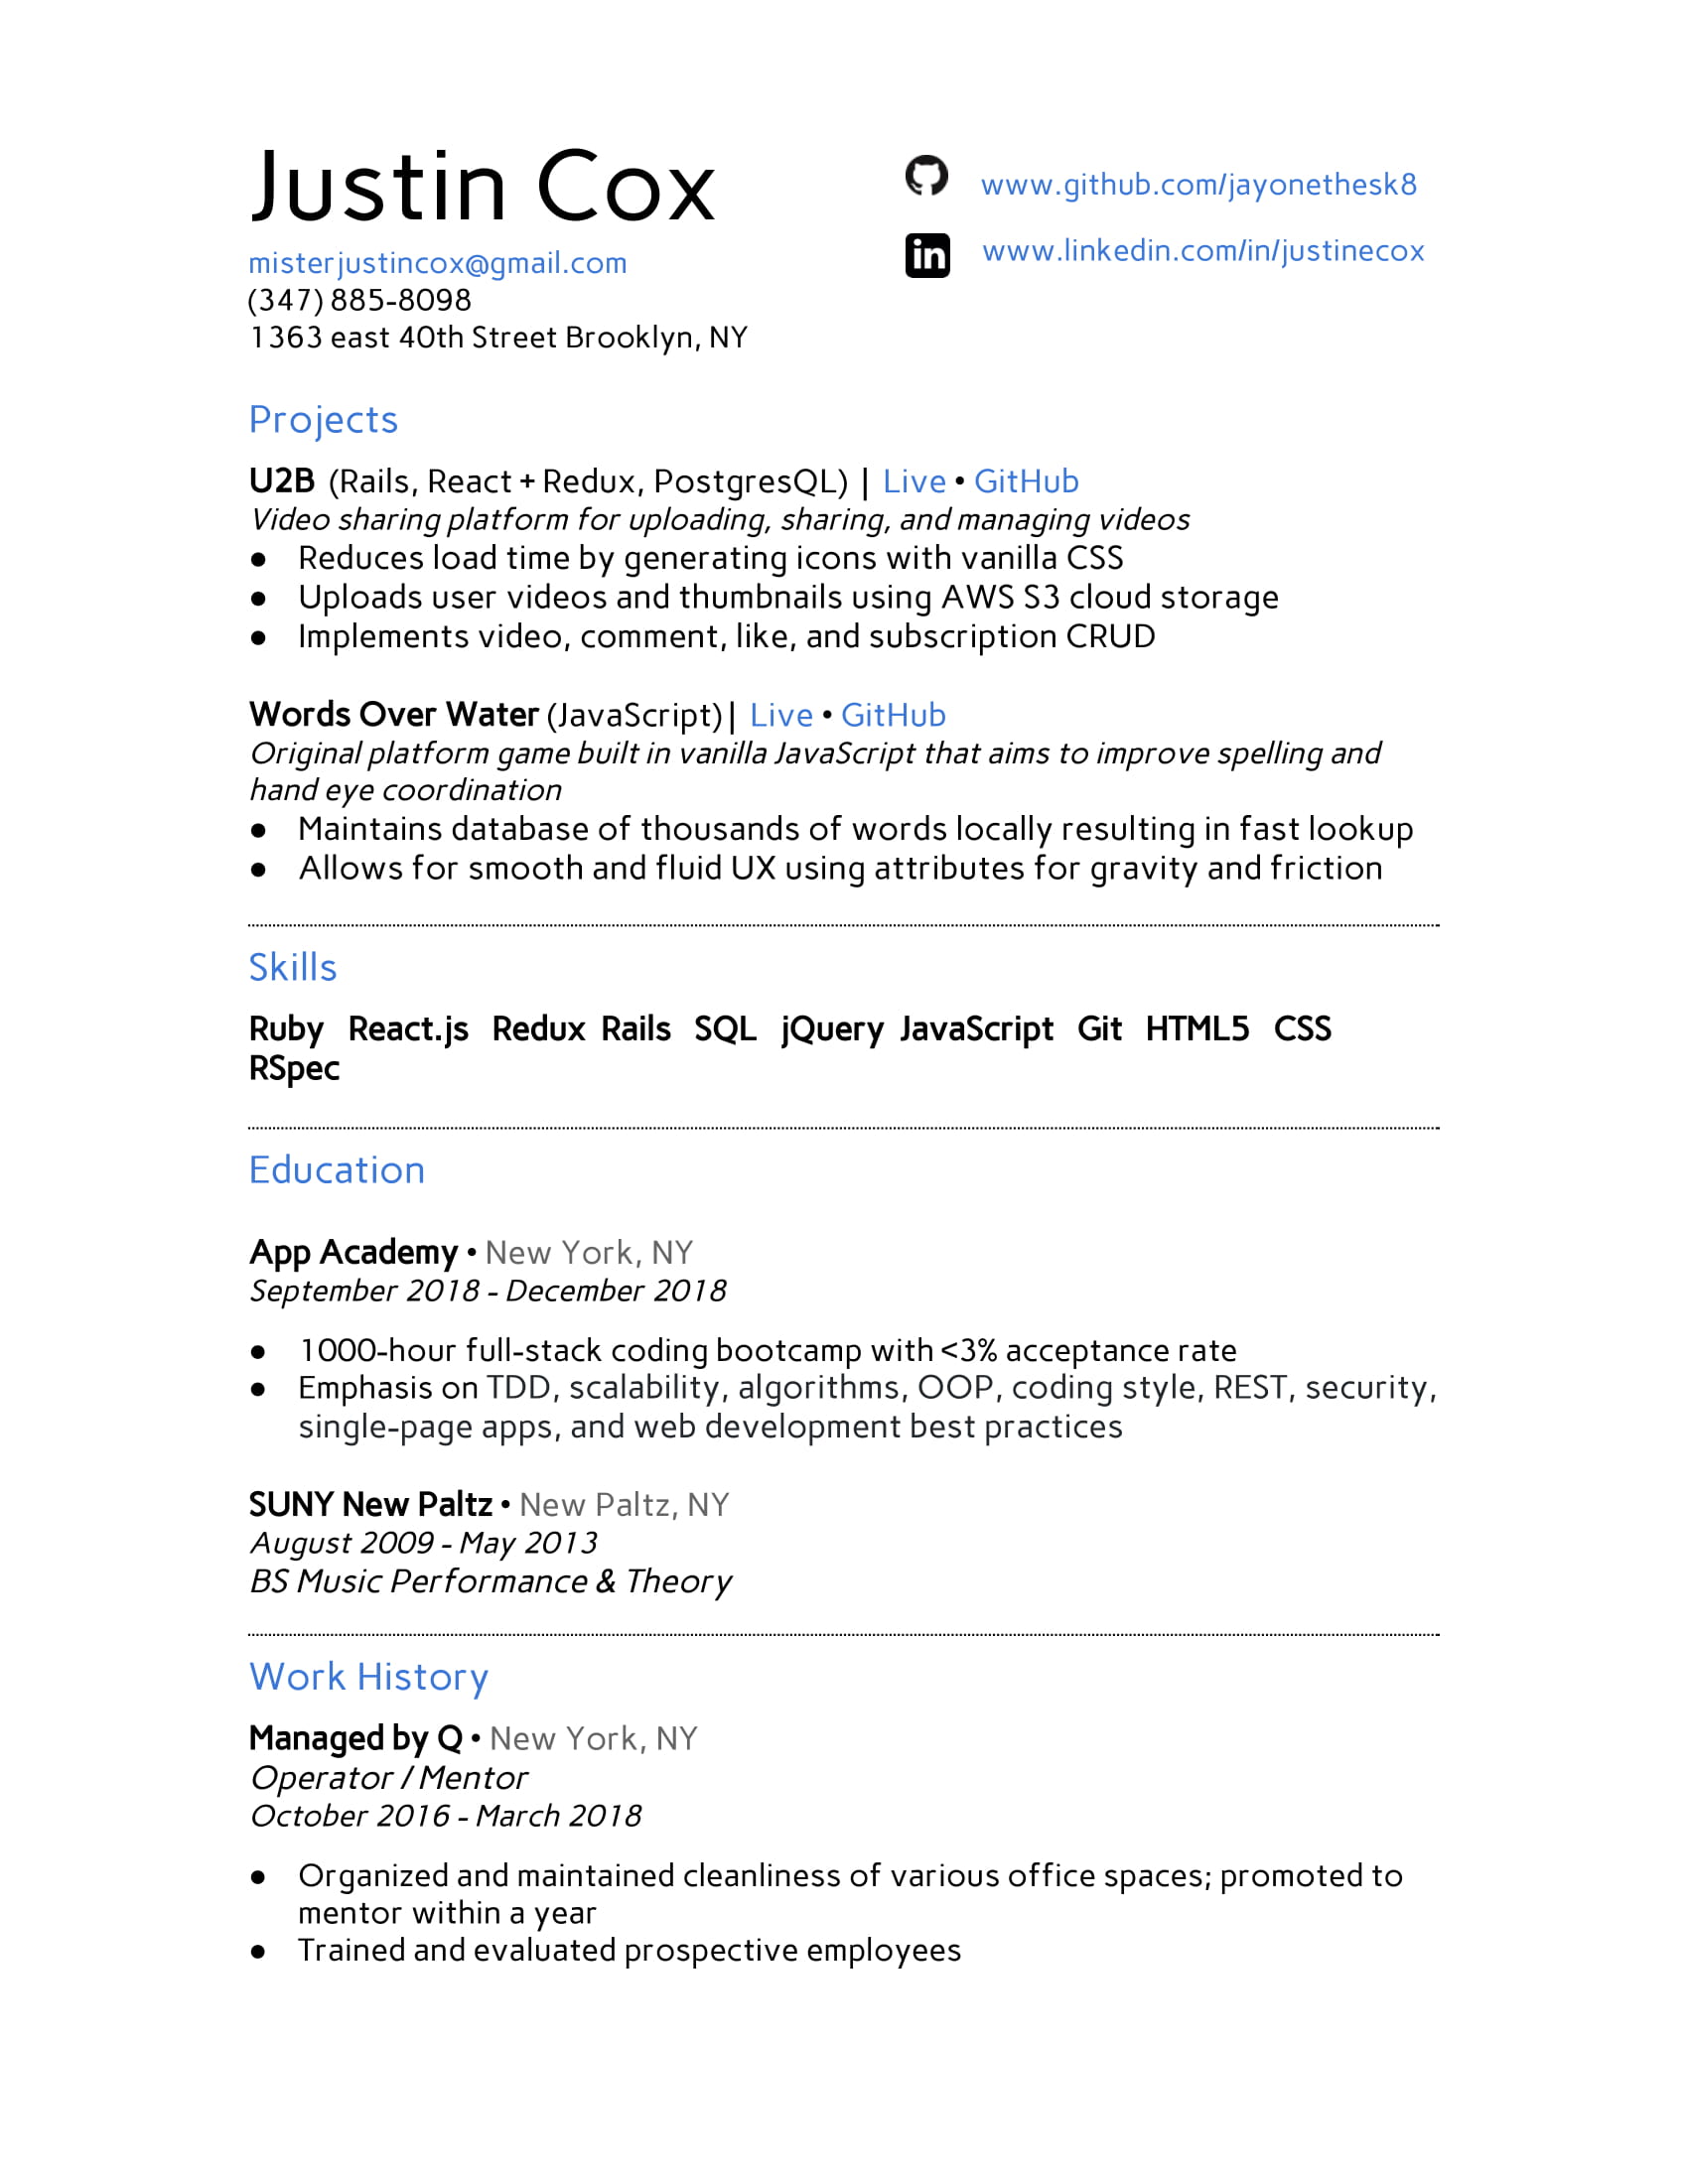 Justin Cox
misterjustincox@gmail.com
(347) 885-8098
1363 east 40th Street Brooklyn, NY
www.github.com/jayonethesk8
in www.linkedin.com/in/justinecox
Projects
U2B (Rails, React + Redux, PostgresQL) | Live • GitHub
Video sharing platform for uploading, sharing, and managing videos
● Reduces load time by generating icons with vanilla CSS
● Uploads user videos and thumbnails using AWS S3 cloud storage
● Implements video, comment, like, and subscription CRUD
Words Over Water (JavaScript)| Live • GitHub
Original platform game built in vanilla JavaScript that aims to improve spelling and
hand eye coordination
● Maintains database of thousands of words locally resulting in fast lookup
● Allows for smooth and fluid UX using attributes for gravity and friction
Skills
Ruby React.js Redux Rails SQL jQuery JavaScript Git HTML5 CSS
RSpec
Education
App Academy • New York, NY
September 2018 - December 2018
● 1000-hour full-stack coding bootcamp with <3% acceptance rate
● Emphasis on TDD, scalability, algorithms, OOP, coding style, REST, security,
single-page apps, and web development best practices
SUNY New Paltz • New Paltz, NY
August 2009 - May 2013
BS Music Performance & Theory
Work History
Managed by Q • New York, NY
Operator / Mentor
October 2016 - March 2018
● Organized and maintained cleanliness of various office spaces; promoted to
mentor within a year
● Trained and evaluated prospective employees